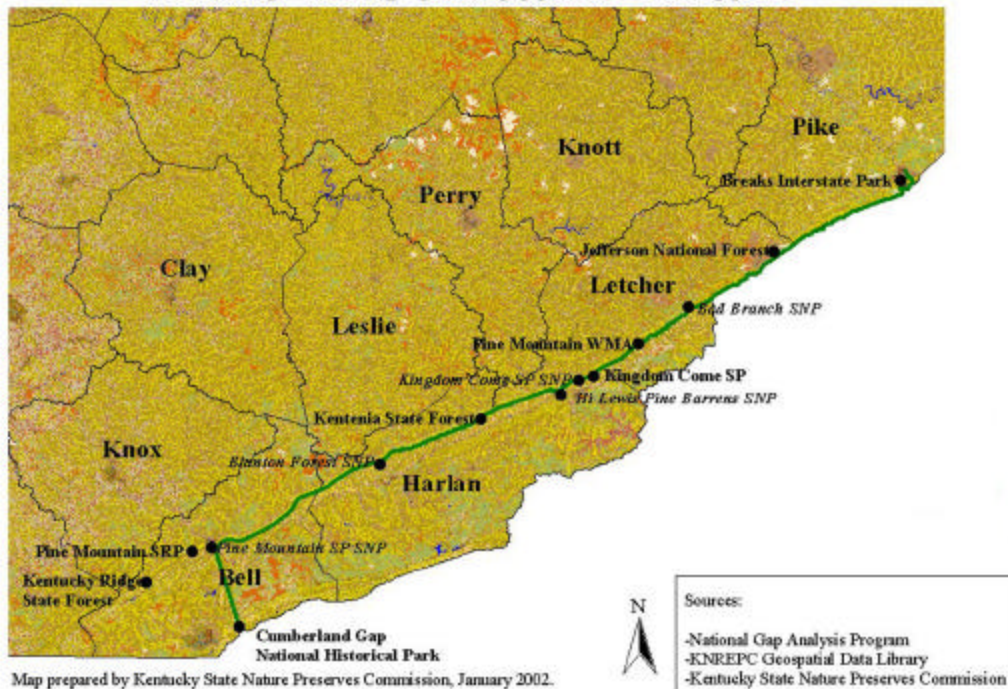 Pike
Knott
Breaks Interstate Park
Perry
Jefferson National Forest
Clay
Letcher
Bad Branch SNP
Leslie
Pine Mountain WMA
Kingdom Come SP
Kingdom Come SP SNP
Hi Lewis Pine Barrens SNP
Kentenia State Forest
Knox
Blanton Forest SNP
Harlan
Pine Mountain SRP
Pine Mountain SP SNP
Kentucky Ridge
State Forest
Bell
Cumberland Gap
National Historical Park
N
Sources:
-National Gap Analysis Program
-KNREPC Geospatial Data Library
-Kentucky State Nature Preserves Commission
Map prepared by Kentucky State Nature Preserves Commission, January 2002.